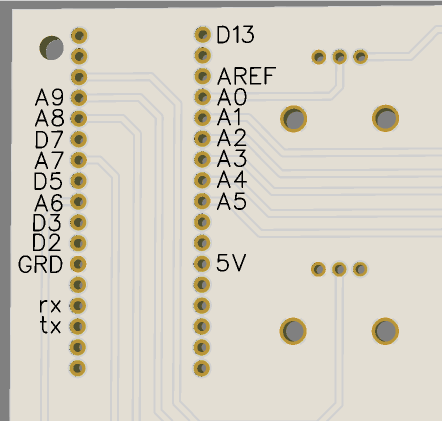 D13
AREF
A9 A0
A8 A1
D7 A2
A7 A3
D5 A4
A6 A5
D3
D2
GRD 5V
rx
tx